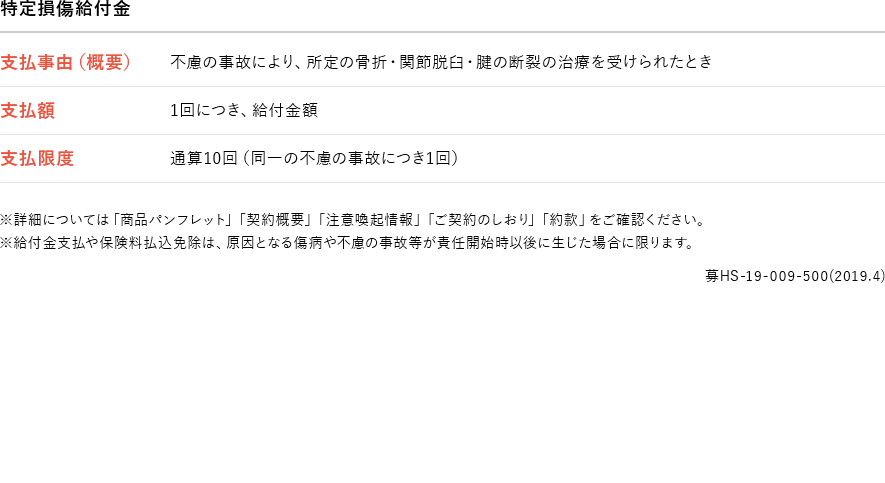 特定損傷給付金
支払事由（概要） 不慮の事故により、所定の骨折・関節脱臼・腱の断裂の治療を受けられたとき
支払額 1回につき、給付金額
支払限度 通算10回（同一の不慮の事故につき1回）
※詳細については「商品パンフレット」「契約概要」「注意喚起情報」「ご契約のしおり」「約款」をご確認ください。
※給付金支払や保険料払込免除は、原因となる傷病や不慮の事故等が責任開始時以後に生じた場合に限ります。
募HS-19-009-500(2019.4)